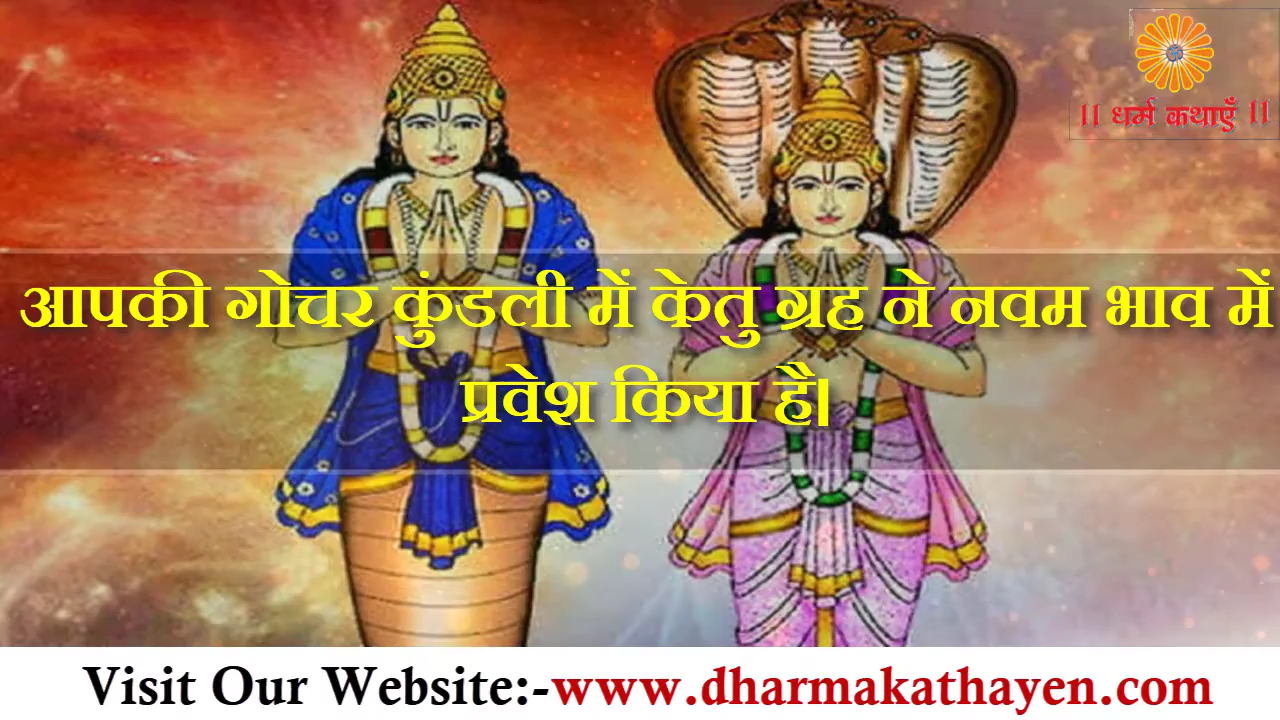 ।। धर्म कथाएँ ।।
आपकी गोचर कुंडली में केतु ग्रह ने नवम भाव में
प्रवेश किया है।
Visit Our Website:-www.dharmakathayen.com